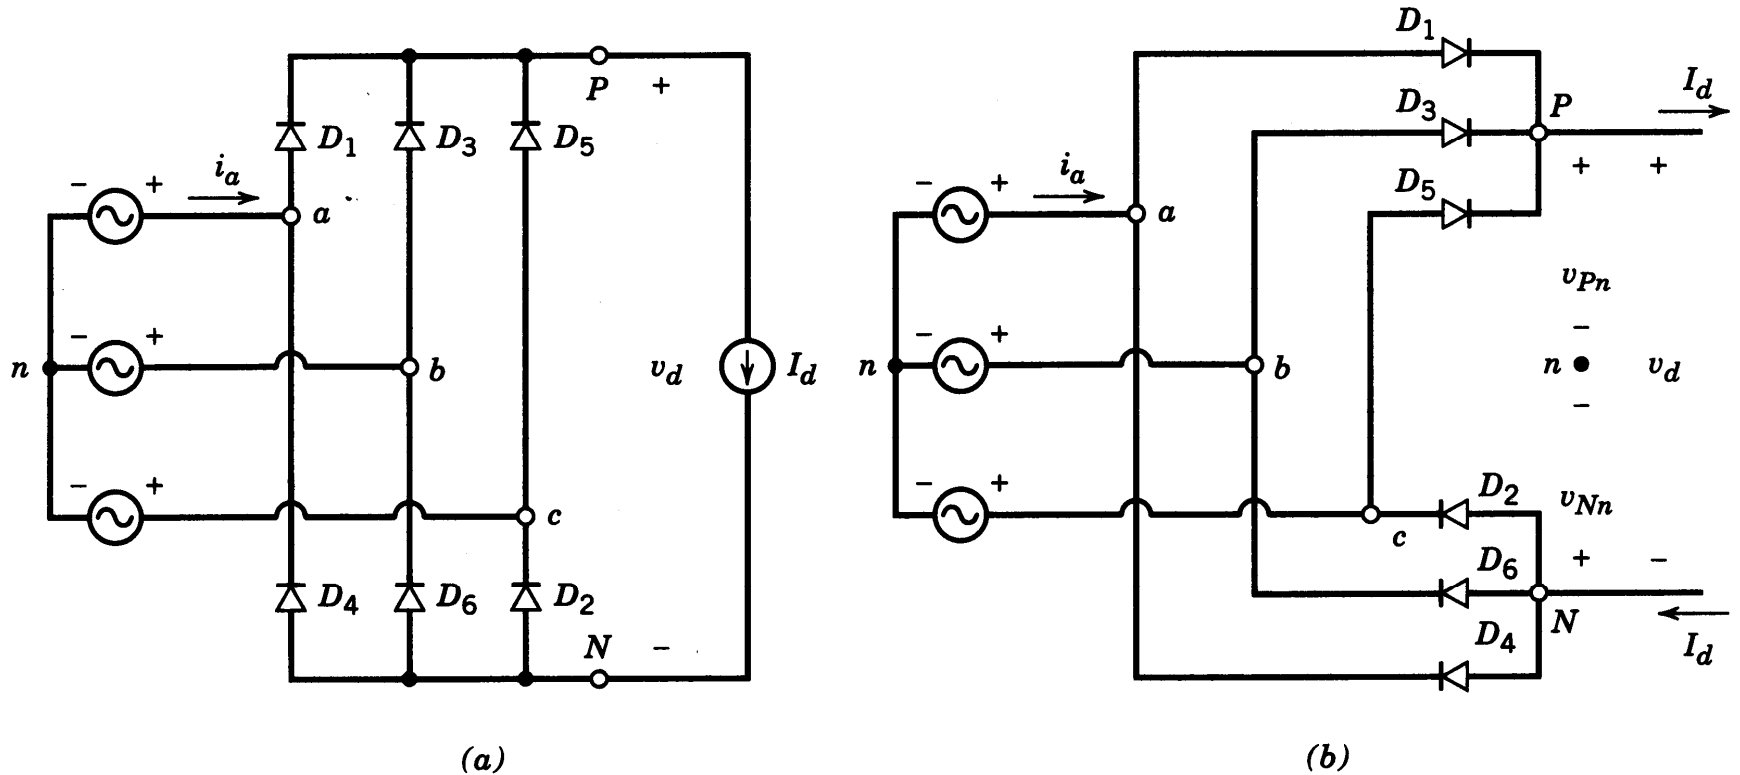 P
+
D1 D3 D5
ia
- +
a
- +
n
b
vd
Id
- +
c
D4 D6 D2
N
-
(a)
D1
D3
P
Id
+ +
D5
ia
- +
a
vPn
-
- +
n
b
n
vd
-
- +
D2
vNn
c
+ -
D6
N
D4
Id
(b)